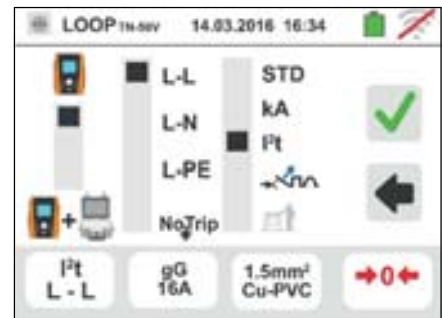 LOOP TN-50V 14.03.2016 16:34
L-L STD
L-N kA
L-PE I²t
+
NoTrip
I²t
L - L
gG
16A
1.5mm²
Cu-PVC
→0←